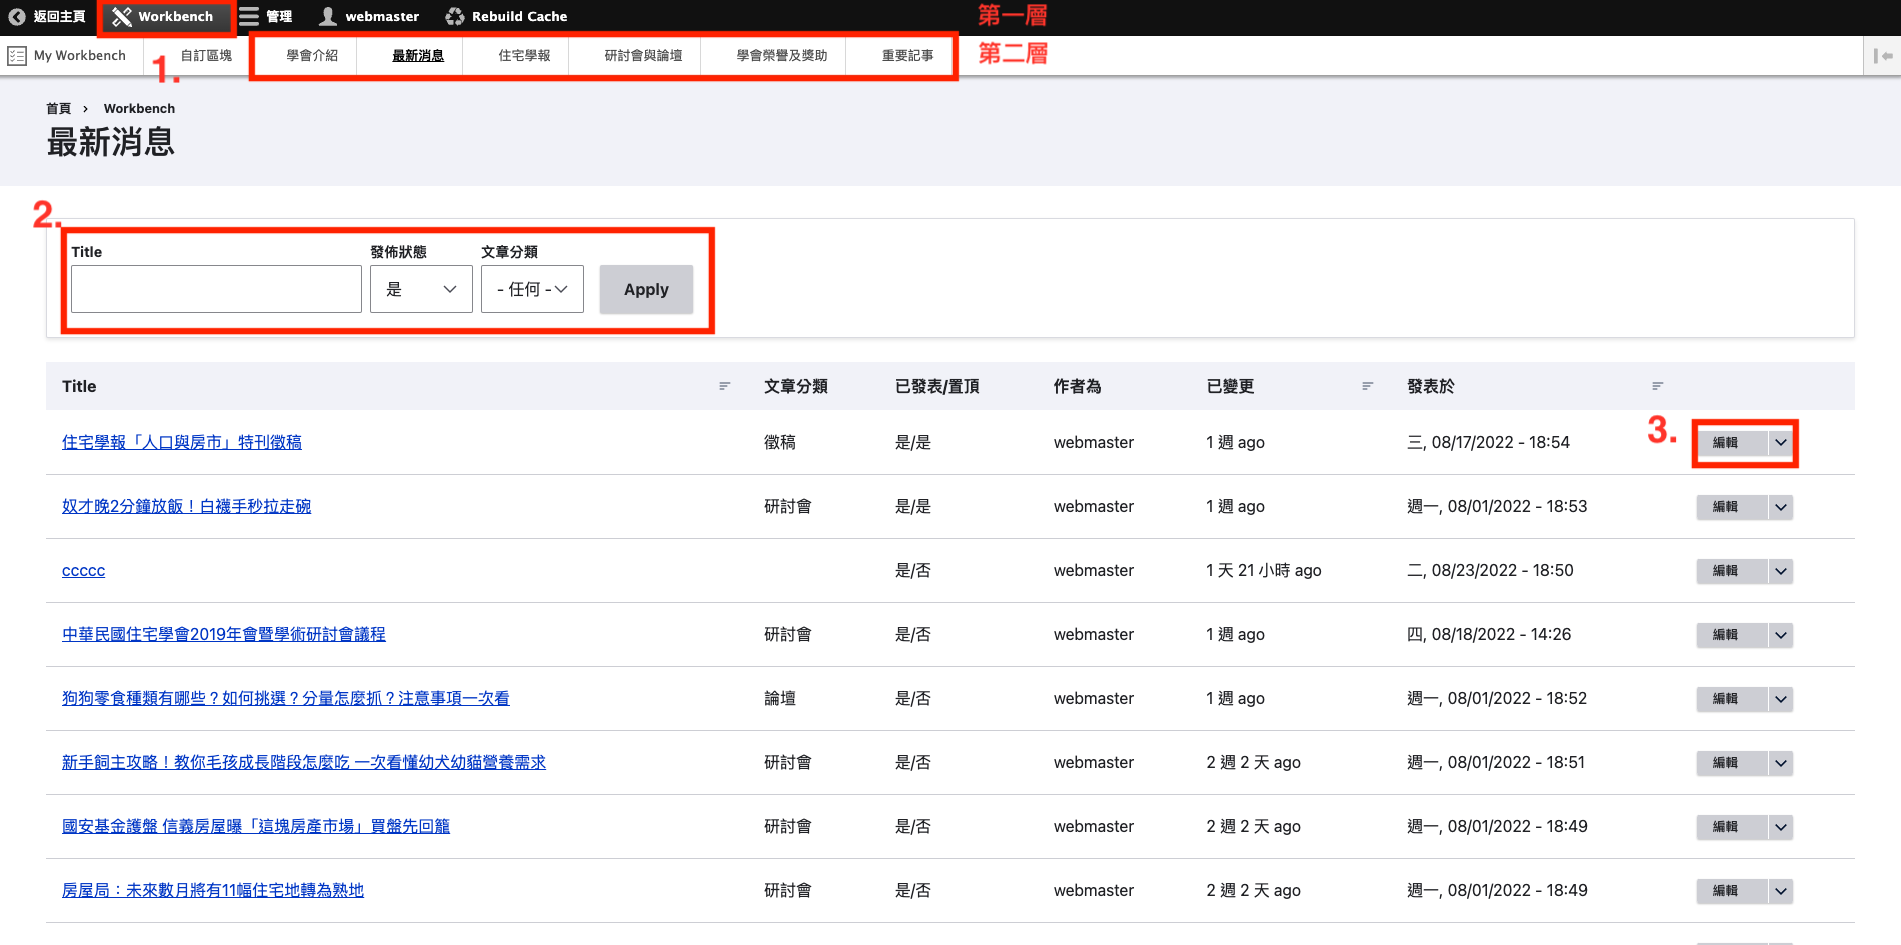 返回主頁 Workbench 管理 webmaster Rebuild Cache 第一層
My Workbench 自訂區塊 學會介紹 最新消息 住宅學報 研討會與論壇 學會榮譽及獎助 重要記事 第二層
1.
首頁 › Workbench
最新消息
2.
Title 發佈狀態 文章分類
是 - 任何 - Apply
Title 文章分類 已發表/置頂 作者為 已變更 發表於
3.
住宅學報「人口與房市」特刊徵稿 徵稿 是/是 webmaster 1 週 ago 三, 08/17/2022 - 18:54 編輯
奴才晚2分鐘放飯！白襪手秒拉走碗 研討會 是/是 webmaster 1 週 ago 週一, 08/01/2022 - 18:53 編輯
ccccc 是/否 webmaster 1 天 21 小時 ago 二, 08/23/2022 - 18:50 編輯
中華民國住宅學會2019年會暨學術研討會議程 研討會 是/否 webmaster 1 週 ago 四, 08/18/2022 - 14:26 編輯
狗狗零食種類有哪些？如何挑選？分量怎麼抓？注意事項一次看 論壇 是/否 webmaster 1 週 ago 週一, 08/01/2022 - 18:52 編輯
新手飼主攻略！教你毛孩成長階段怎麼吃 一次看懂幼犬幼貓營養需求 研討會 是/否 webmaster 2 週 2 天 ago 週一, 08/01/2022 - 18:51 編輯
國安基金護盤 信義房屋曝「這塊房產市場」買盤先回籠 研討會 是/否 webmaster 2 週 2 天 ago 週一, 08/01/2022 - 18:49 編輯
房屋局：未來數月將有11幅住宅地轉為熟地 研討會 是/否 webmaster 2 週 2 天 ago 週一, 08/01/2022 - 18:49 編輯